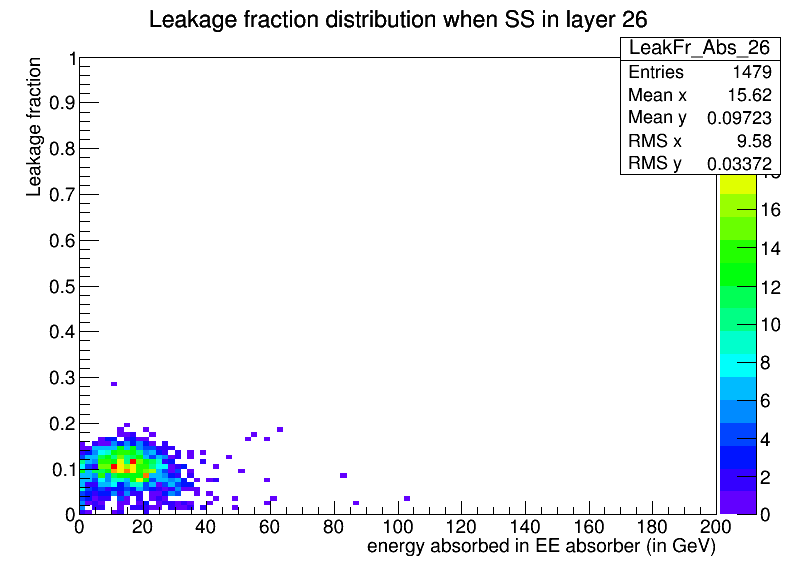 Leakage fraction distribution when SS in layer 26
LeakFr_Abs_26
Entries 1479
Mean x 15.62
Mean y 0.09723
RMS x 9.58
RMS y 0.03372
Leakage fraction
1
0.9
0.8
0.7
0.6
0.5
0.4
0.3
0.2
0.1
0
0 20 40 60 80 100 120 140 160 180 200
energy absorbed in EE absorber (in GeV)
16
14
12
10
8
6
4
2
0